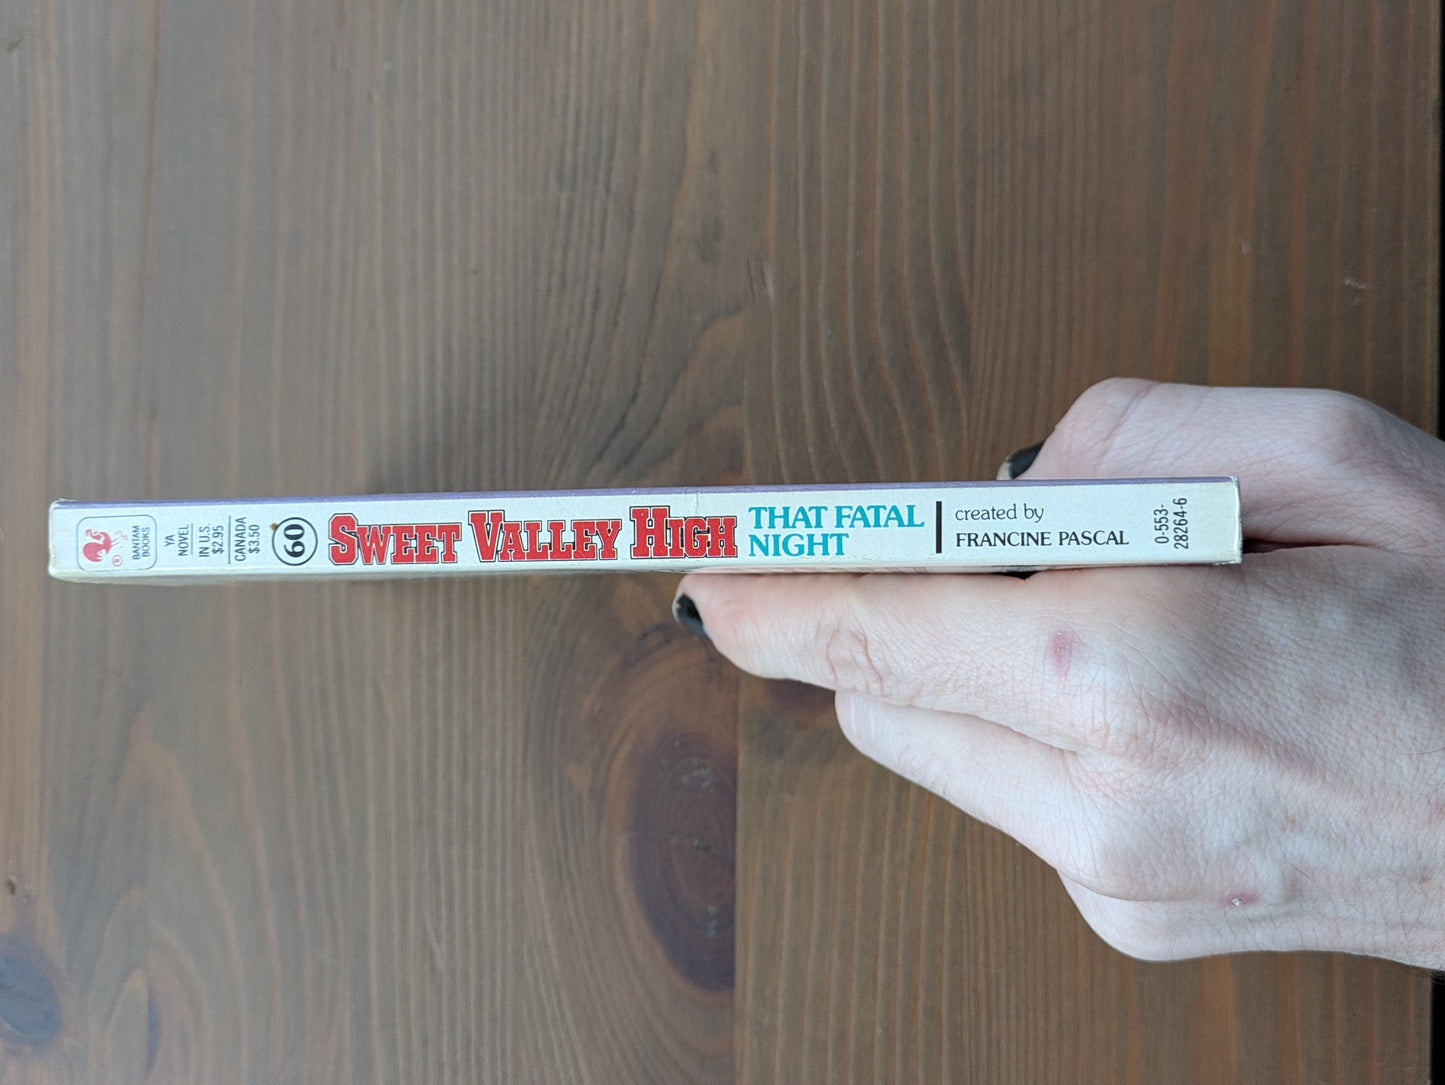 BANTAM
BOOKS
®
YA
NOVEL
IN U.S.
$2.95
CANADA
$3.50
60
SWEET VALLEY HIGH
THAT FATAL
NIGHT
created by
FRANCINE PASCAL
0-553-
28264-6